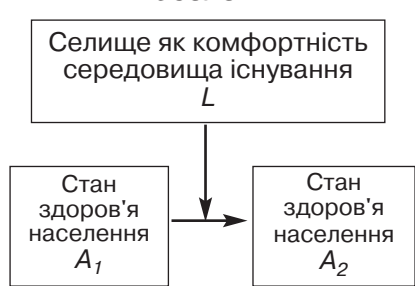 Селище як комфортність
середовища існування
L
Стан
здоров'я
населення
A1
Стан
здоров'я
населення
A2